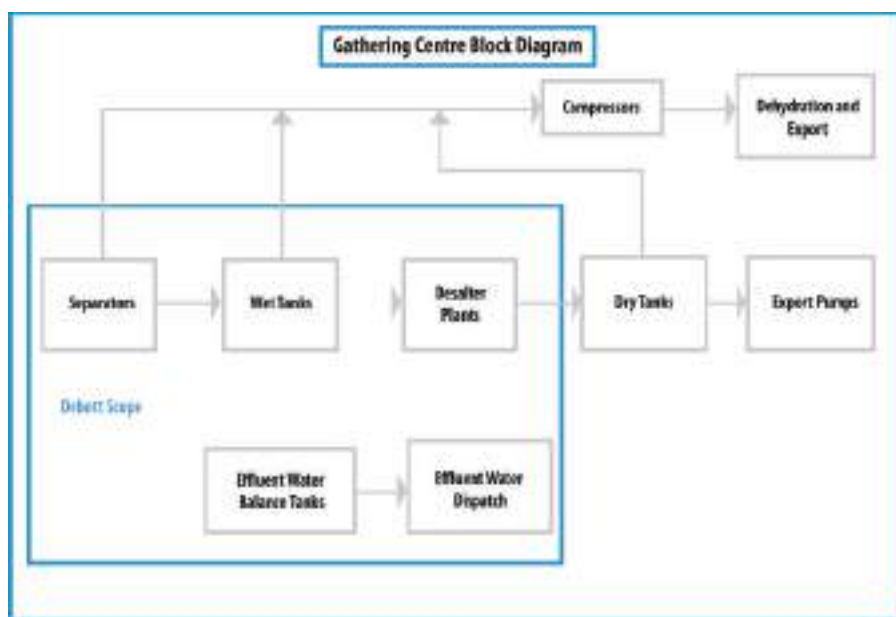 Gathering Centre Block Diagram
Compressors
Dehydration and
Export
Separators
Wet Tanks
Desalter
Plants
Dry Tanks
Export Pumps
Debott Scope
Effluent Water
Balance Tanks
Effluent Water
Dispatch